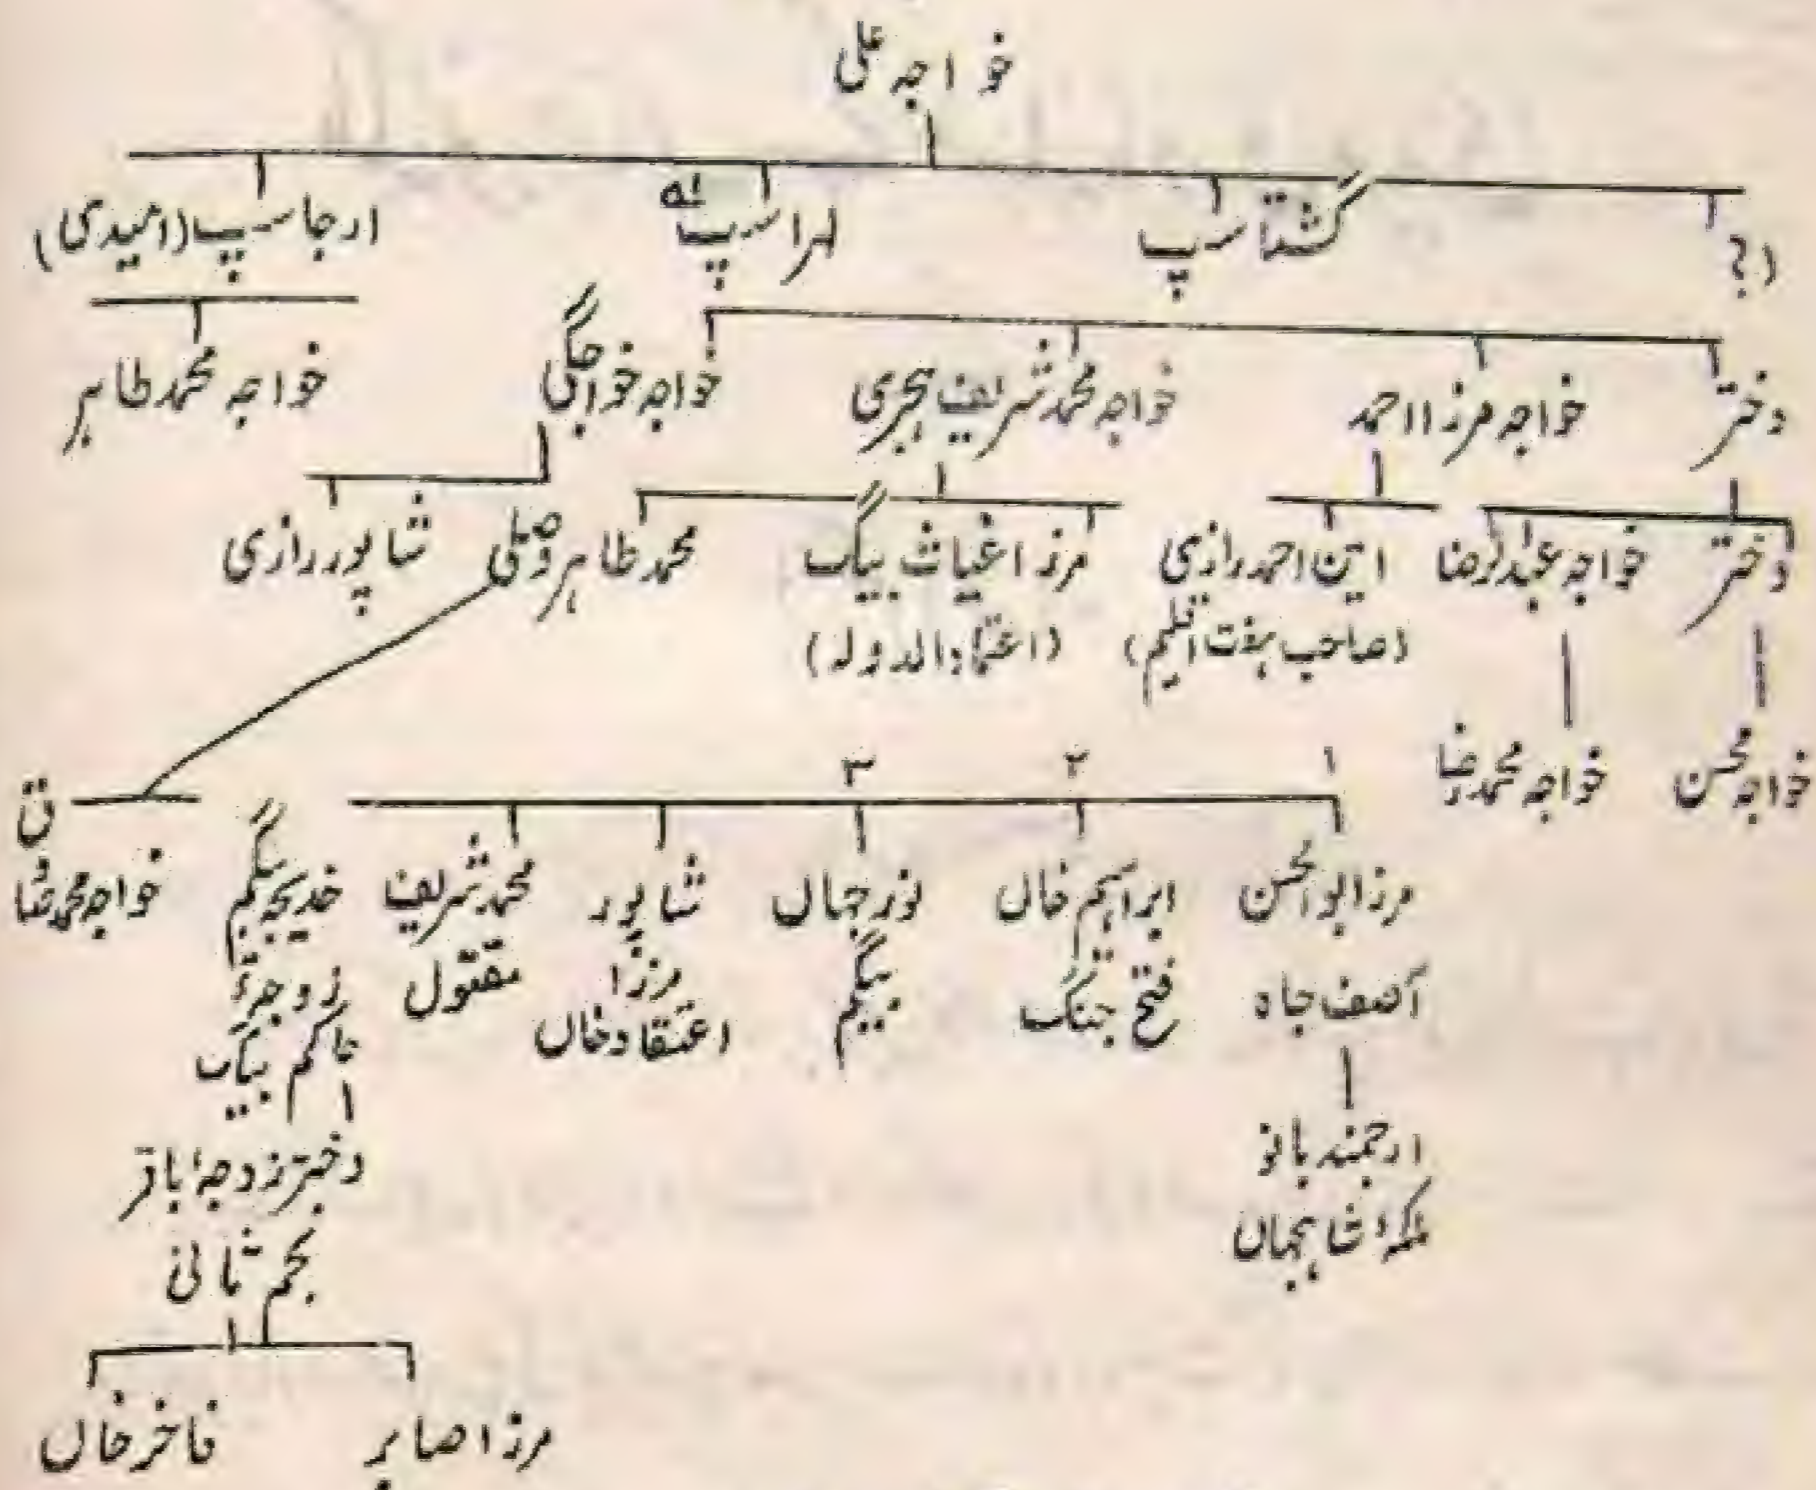 خواجہ علی
(؟) گشتاسپ لہراسپ ارجاسپ (امیدی)
دختر خواجہ مرزا احمد خواجہ محمد شریف ہجری خواجہ خواجگی خواجہ محمد طاہر
دختر خواجہ عبدالرضا امین احمد رازی مرزا غیاث بیگ محمد طاہر وصلی شاپور رازی
(صاحب ہفت اقلیم) (اعتماد الدولہ)
خواجہ محسن خواجہ محمد رضا
۱ ۲ ۳ ق
مرزا ابوالحسن ابراہیم خاں نور جہاں شاپور محمد شریف خدیجہ بیگم خواجہ محمد رضا
آصف جاہ فتح جنگ بیگم مرزا مقتول زوجۂ
اعتقاد خاں حاکم بیگ
ارجمند بانو دختر زوجۂ باقر
ملکۂ شاہجہاں نجم ثانی
مرزا صابر فاخر خاں